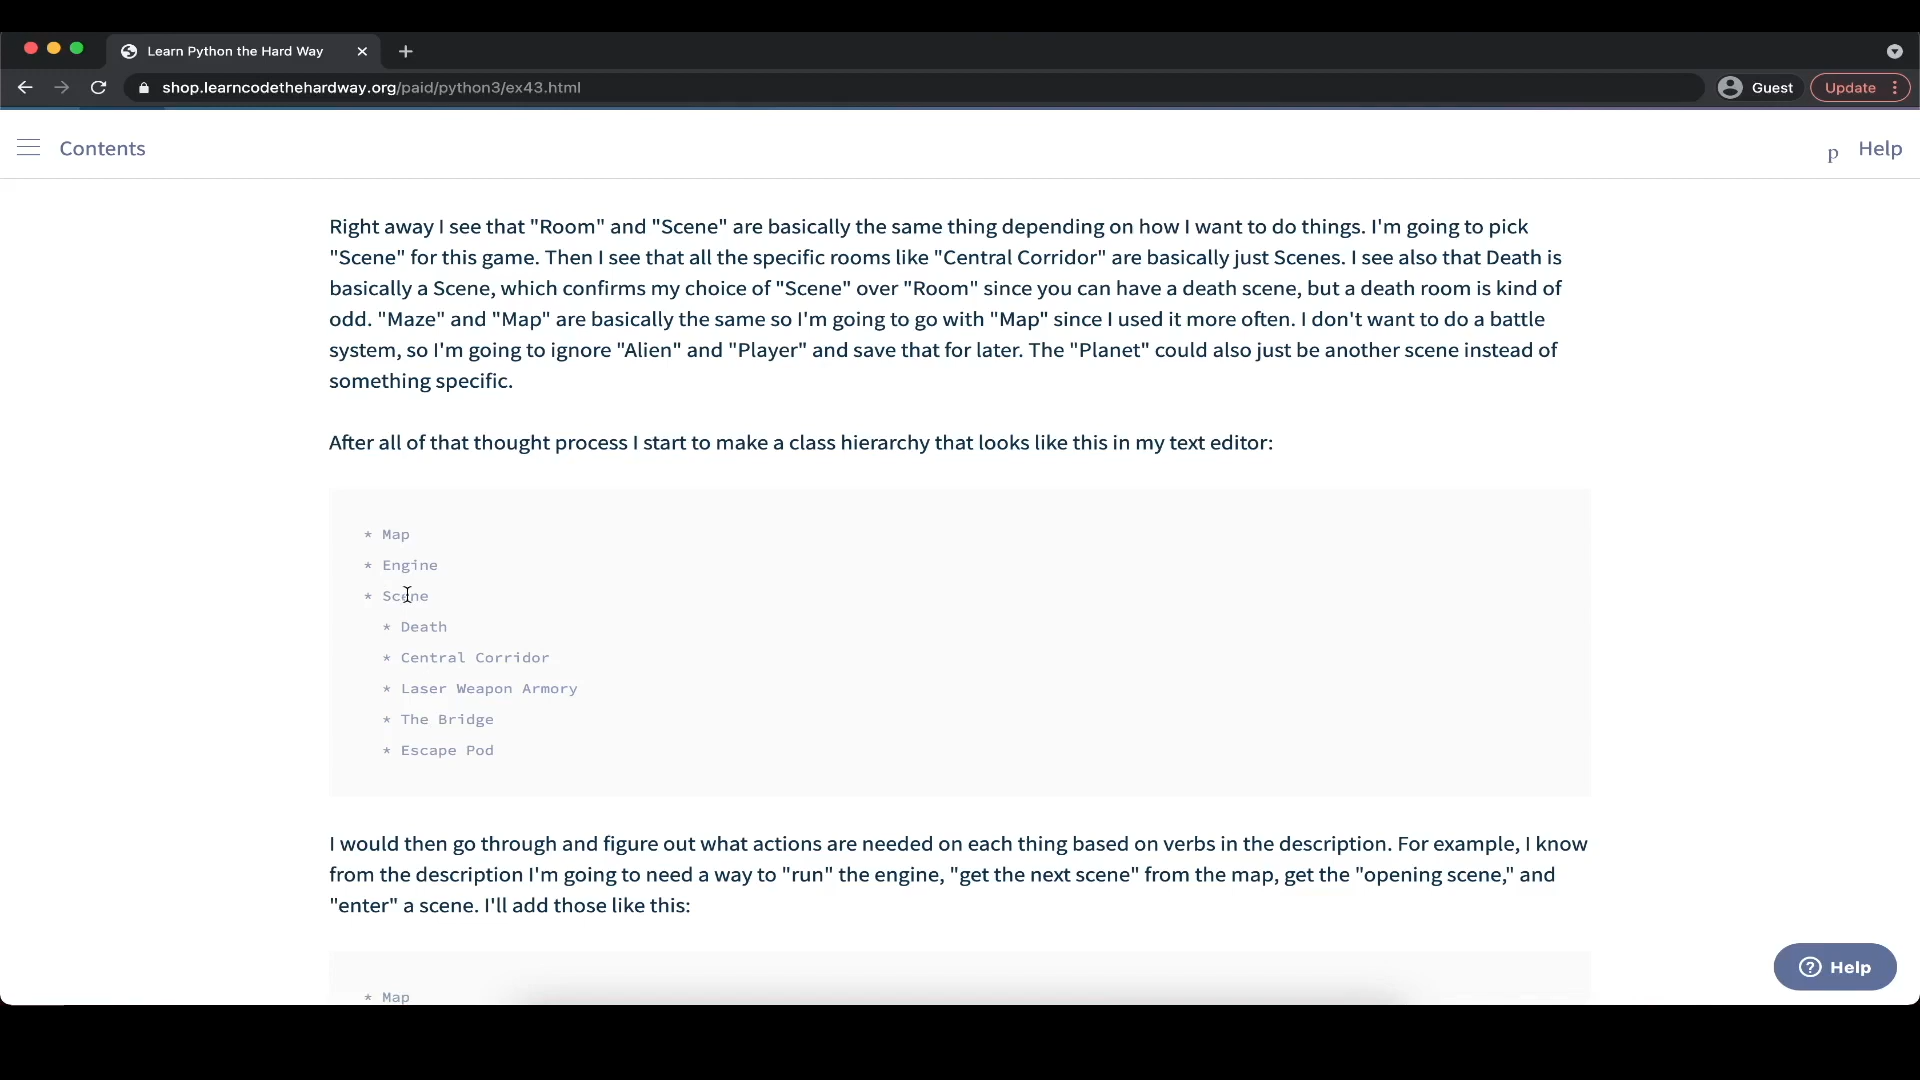 Learn Python the Hard Way
shop.learncodethehardway.org/paid/python3/ex43.html
Guest
Update
Contents
p
Help
Right away I see that "Room" and "Scene" are basically the same thing depending on how I want to do things. I'm going to pick
"Scene" for this game. Then I see that all the specific rooms like "Central Corridor" are basically just Scenes. I see also that Death is
basically a Scene, which confirms my choice of "Scene" over "Room" since you can have a death scene, but a death room is kind of
odd. "Maze" and "Map" are basically the same so I'm going to go with "Map" since I used it more often. I don't want to do a battle
system, so I'm going to ignore "Alien" and "Player" and save that for later. The "Planet" could also just be another scene instead of
something specific.
After all of that thought process I start to make a class hierarchy that looks like this in my text editor:
* Map
* Engine
* Scene
* Death
* Central Corridor
* Laser Weapon Armory
* The Bridge
* Escape Pod
I would then go through and figure out what actions are needed on each thing based on verbs in the description. For example, I know
from the description I'm going to need a way to "run" the engine, "get the next scene" from the map, get the "opening scene," and
"enter" a scene. I'll add those like this:
* Map
Help